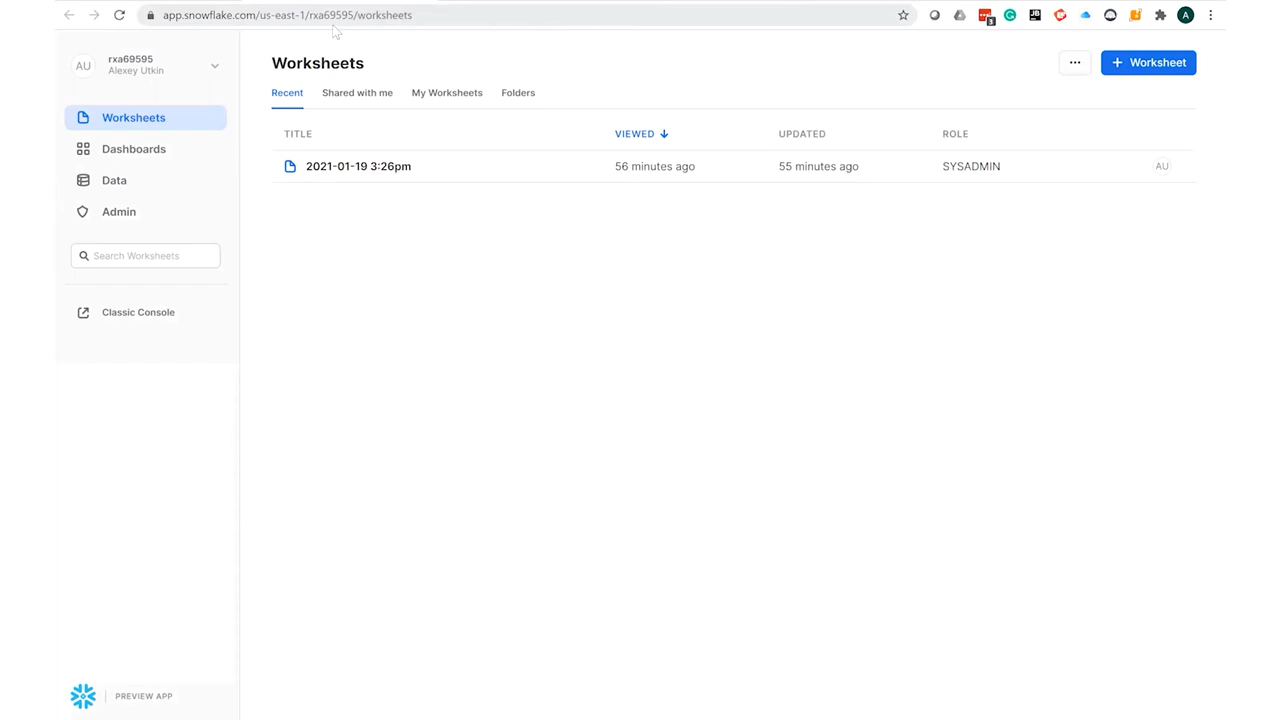 app.snowflake.com/us-east-1/rxa69595/worksheets
A
AU
rxa69595
Alexey Utkin
Worksheets
Dashboards
Data
Admin
Search Worksheets
Classic Console
PREVIEW APP
Worksheets
... + Worksheet
Recent Shared with me My Worksheets Folders
TITLE VIEWED UPDATED ROLE
2021-01-19 3:26pm 56 minutes ago 55 minutes ago SYSADMIN AU